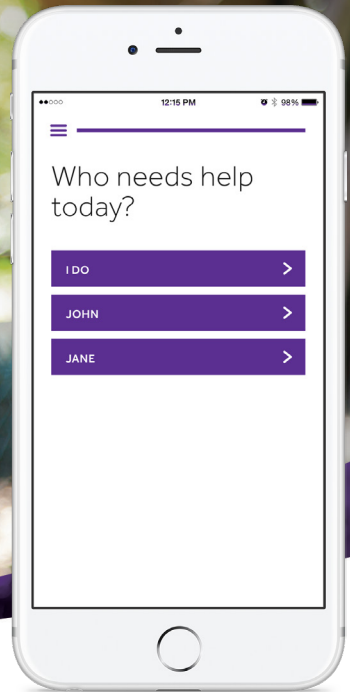 12:15 PM 98%
Who needs help
today?
I DO
JOHN
JANE